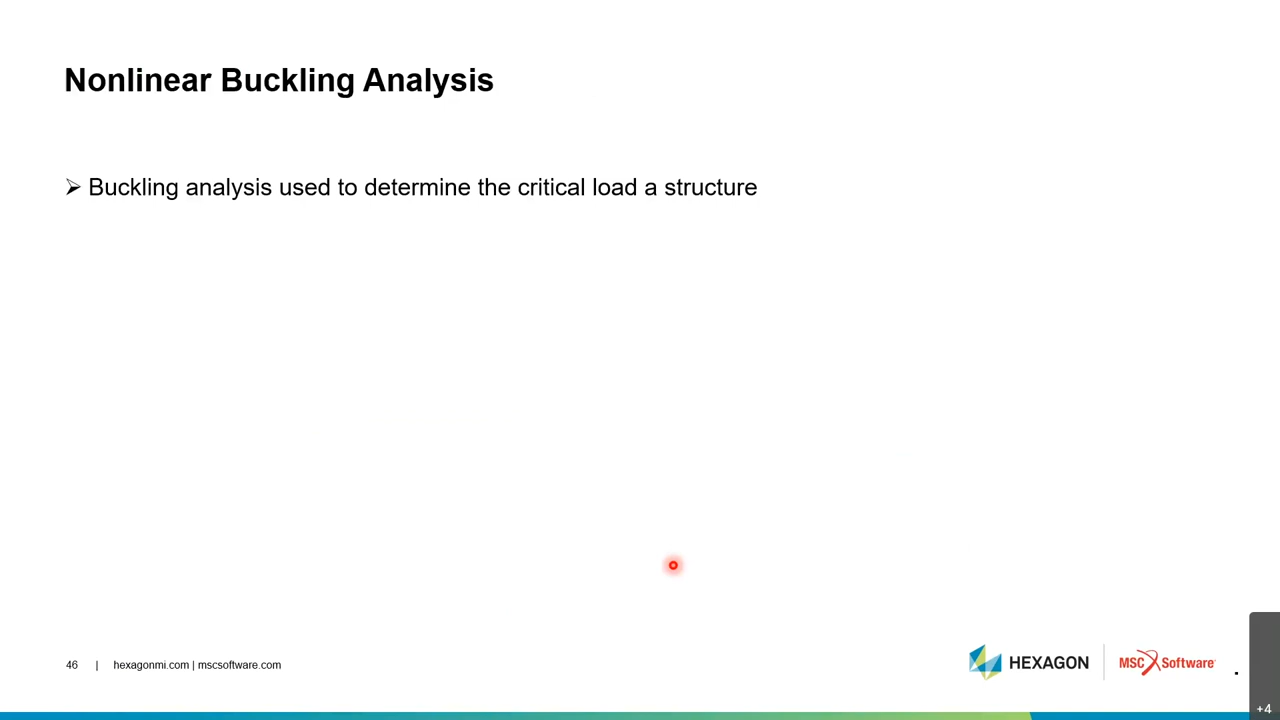 Nonlinear Buckling Analysis
➢ Buckling analysis used to determine the critical load a structure
46 | hexagonmi.com | mscsoftware.com
HEXAGON
MSC Software
+4